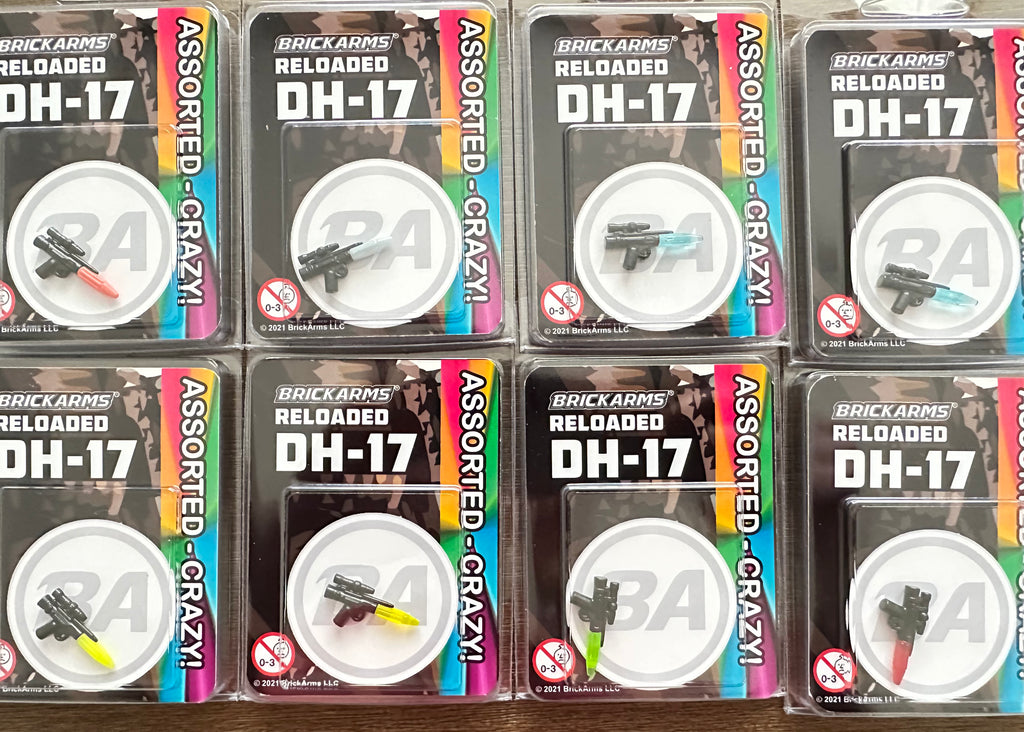 BRICKARMS
RELOADED
DH-17
ASSORTED - CRAZY!
BA
BrickArms LLC
BRICKARMS®
RELOADED
DH-17
ASSORTED - CRAZY!
BA
0-3
© 2021 BrickArms LLC
BRICKARMS®
RELOADED
DH-17
ASSORTED - CRAZY!
BA
0-3
© 2021 BrickArms LLC
BRICKARMS®
RELOADED
DH-17
BA
0-3
© 2021 BrickArms LLC
BRICKARMS®
RELOADED
DH-17
ASSORTED - CRAZY!
BA
BrickArms LLC
BRICKARMS®
RELOADED
DH-17
ASSORTED - CRAZY!
BA
0-3
© 2021 BrickArms LLC
BRICKARMS®
RELOADED
DH-17
ASSORTED - CRAZY!
BA
0-3
© 2021 BrickArms LLC
BRICKARMS®
RELOADED
DH-17
BA
0-3
© 2021 BrickArms LLC